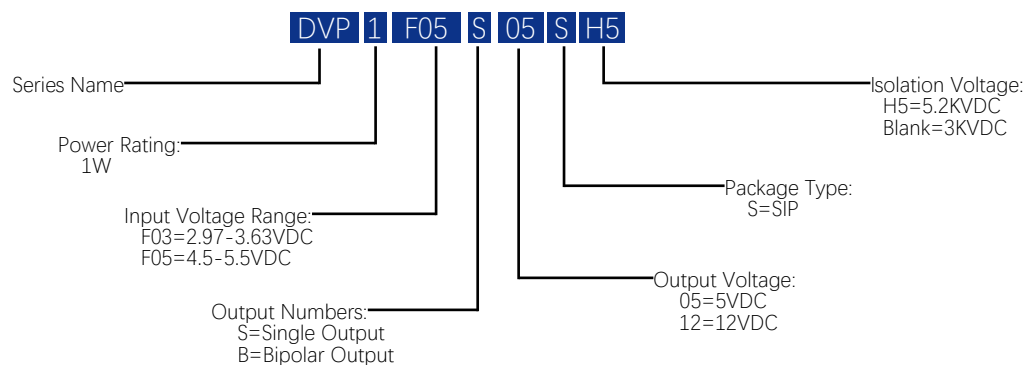 DVP 1 F05 S 05 S H5
Series Name
Power Rating:
1W
Input Voltage Range:
F03=2.97-3.63VDC
F05=4.5-5.5VDC
Output Numbers:
S=Single Output
B=Bipolar Output
Output Voltage:
05=5VDC
12=12VDC
Package Type:
S=SIP
Isolation Voltage:
H5=5.2KVDC
Blank=3KVDC